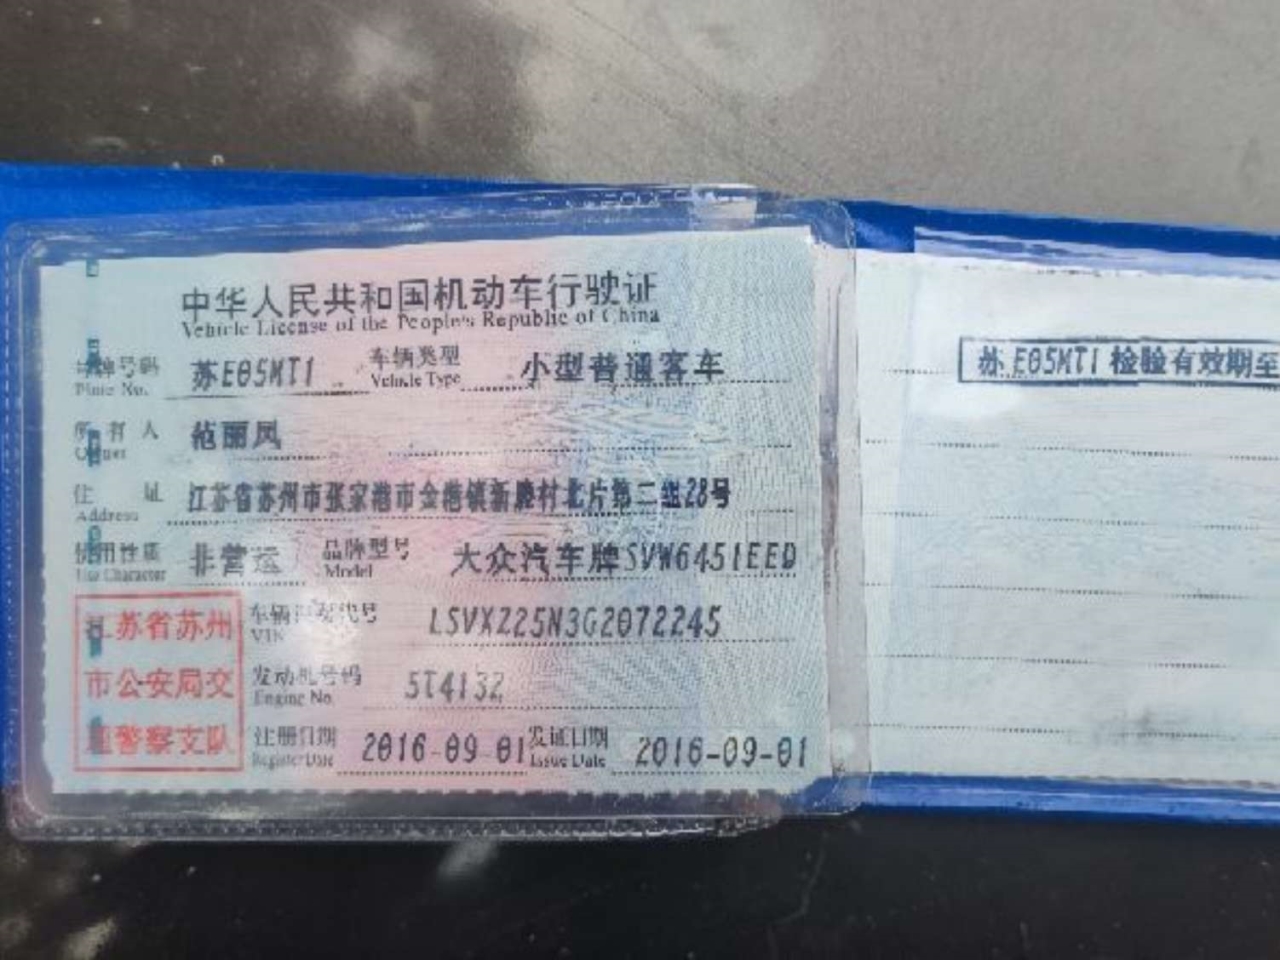 中华人民共和国机动车行驶证
Vehicle License of the People's Republic of China
号牌号码 苏E05MT1 车辆类型 小型普通客车
Plate No. Vehicle Type
所有人 范丽凤
Owner
住址 江苏省苏州市张家港市金港镇新胜村北片第二组28号
Address
使用性质 非营运 品牌型号 大众汽车牌SVW6451EED
Use Character Model
车辆识别代号 LSVXZ25N3G2072245
VIN
发动机号码 5T4132
Engine No.
注册日期 2016-09-01 发证日期 2016-09-01
Register Date Issue Date
江苏省苏州
市公安局交
通警察支队
苏E05MT1 检验有效期至